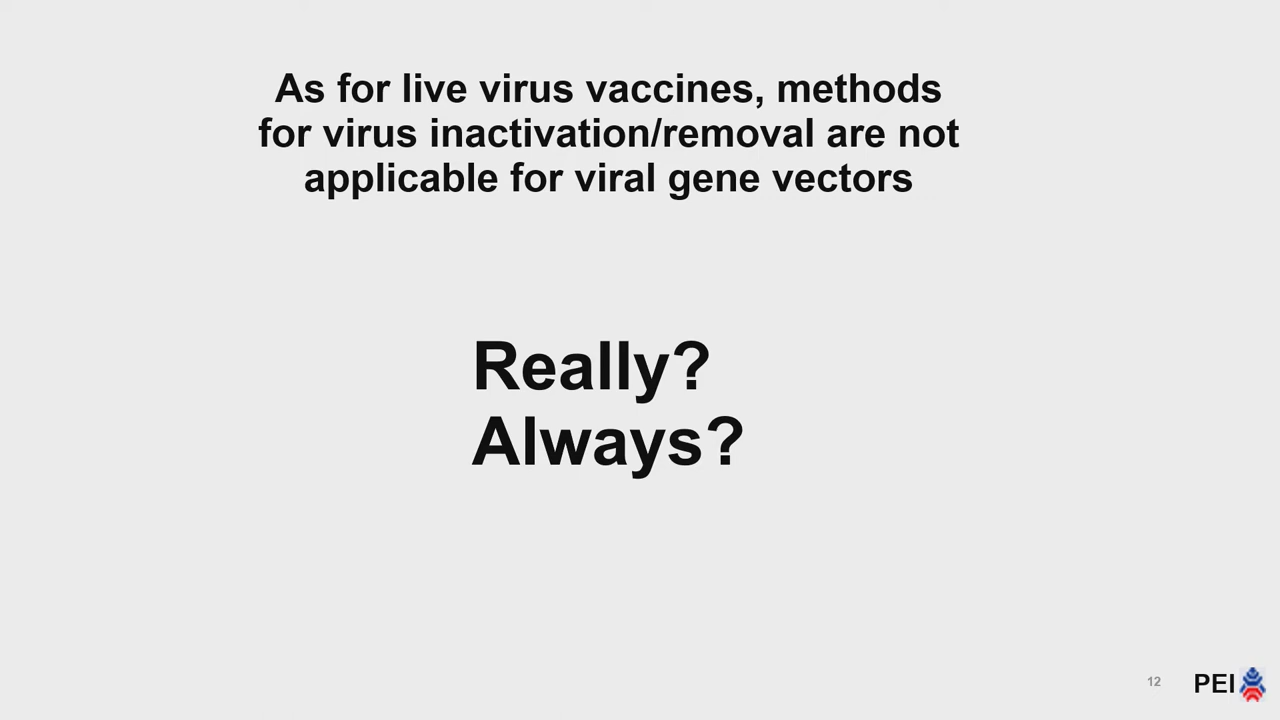 As for live virus vaccines, methods
for virus inactivation/removal are not
applicable for viral gene vectors
Really?
Always?
12
PEI